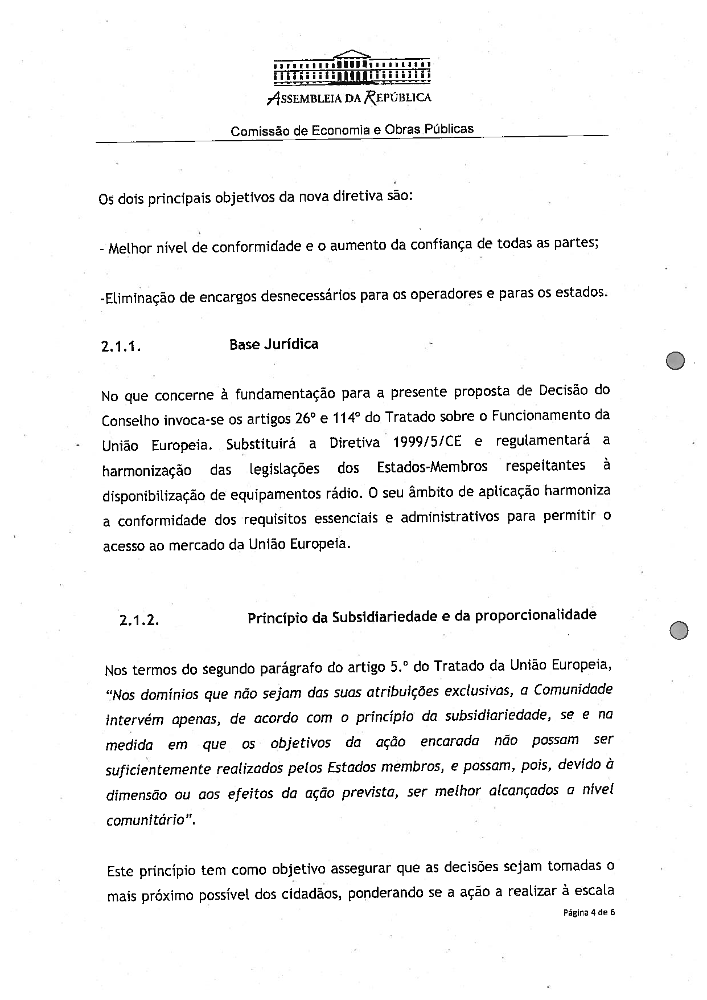 ASSEMBLEIA DA REPÚBLICA
Comissão de Economia e Obras Públicas
Os dois principais objetivos da nova diretiva são:
- Melhor nível de conformidade e o aumento da confiança de todas as partes;
-Eliminação de encargos desnecessários para os operadores e paras os estados.
2.1.1. Base Jurídica
No que concerne à fundamentação para a presente proposta de Decisão do
Conselho invoca-se os artigos 26º e 114º do Tratado sobre o Funcionamento da
União Europeia. Substituirá a Diretiva 1999/5/CE e regulamentará a
harmonização das legislações dos Estados-Membros respeitantes à
disponibilização de equipamentos rádio. O seu âmbito de aplicação harmoniza
a conformidade dos requisitos essenciais e administrativos para permitir o
acesso ao mercado da União Europeia.
2.1.2. Princípio da Subsidiariedade e da proporcionalidade
Nos termos do segundo parágrafo do artigo 5.º do Tratado da União Europeia,
“Nos domínios que não sejam das suas atribuições exclusivas, a Comunidade
intervém apenas, de acordo com o princípio da subsidiariedade, se e na
medida em que os objetivos da ação encarada não possam ser
suficientemente realizados pelos Estados membros, e possam, pois, devido à
dimensão ou aos efeitos da ação prevista, ser melhor alcançados a nível
comunitário”.
Este princípio tem como objetivo assegurar que as decisões sejam tomadas o
mais próximo possível dos cidadãos, ponderando se a ação a realizar à escala
Página 4 de 6